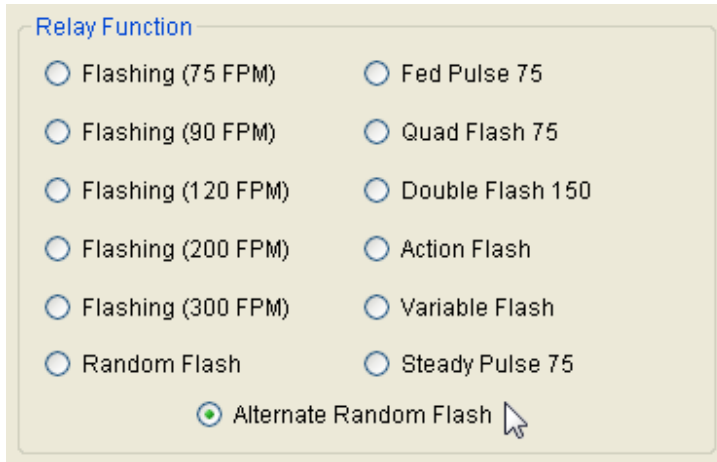 Relay Function
Flashing (75 FPM)
Fed Pulse 75
Flashing (90 FPM)
Quad Flash 75
Flashing (120 FPM)
Double Flash 150
Flashing (200 FPM)
Action Flash
Flashing (300 FPM)
Variable Flash
Random Flash
Steady Pulse 75
Alternate Random Flash